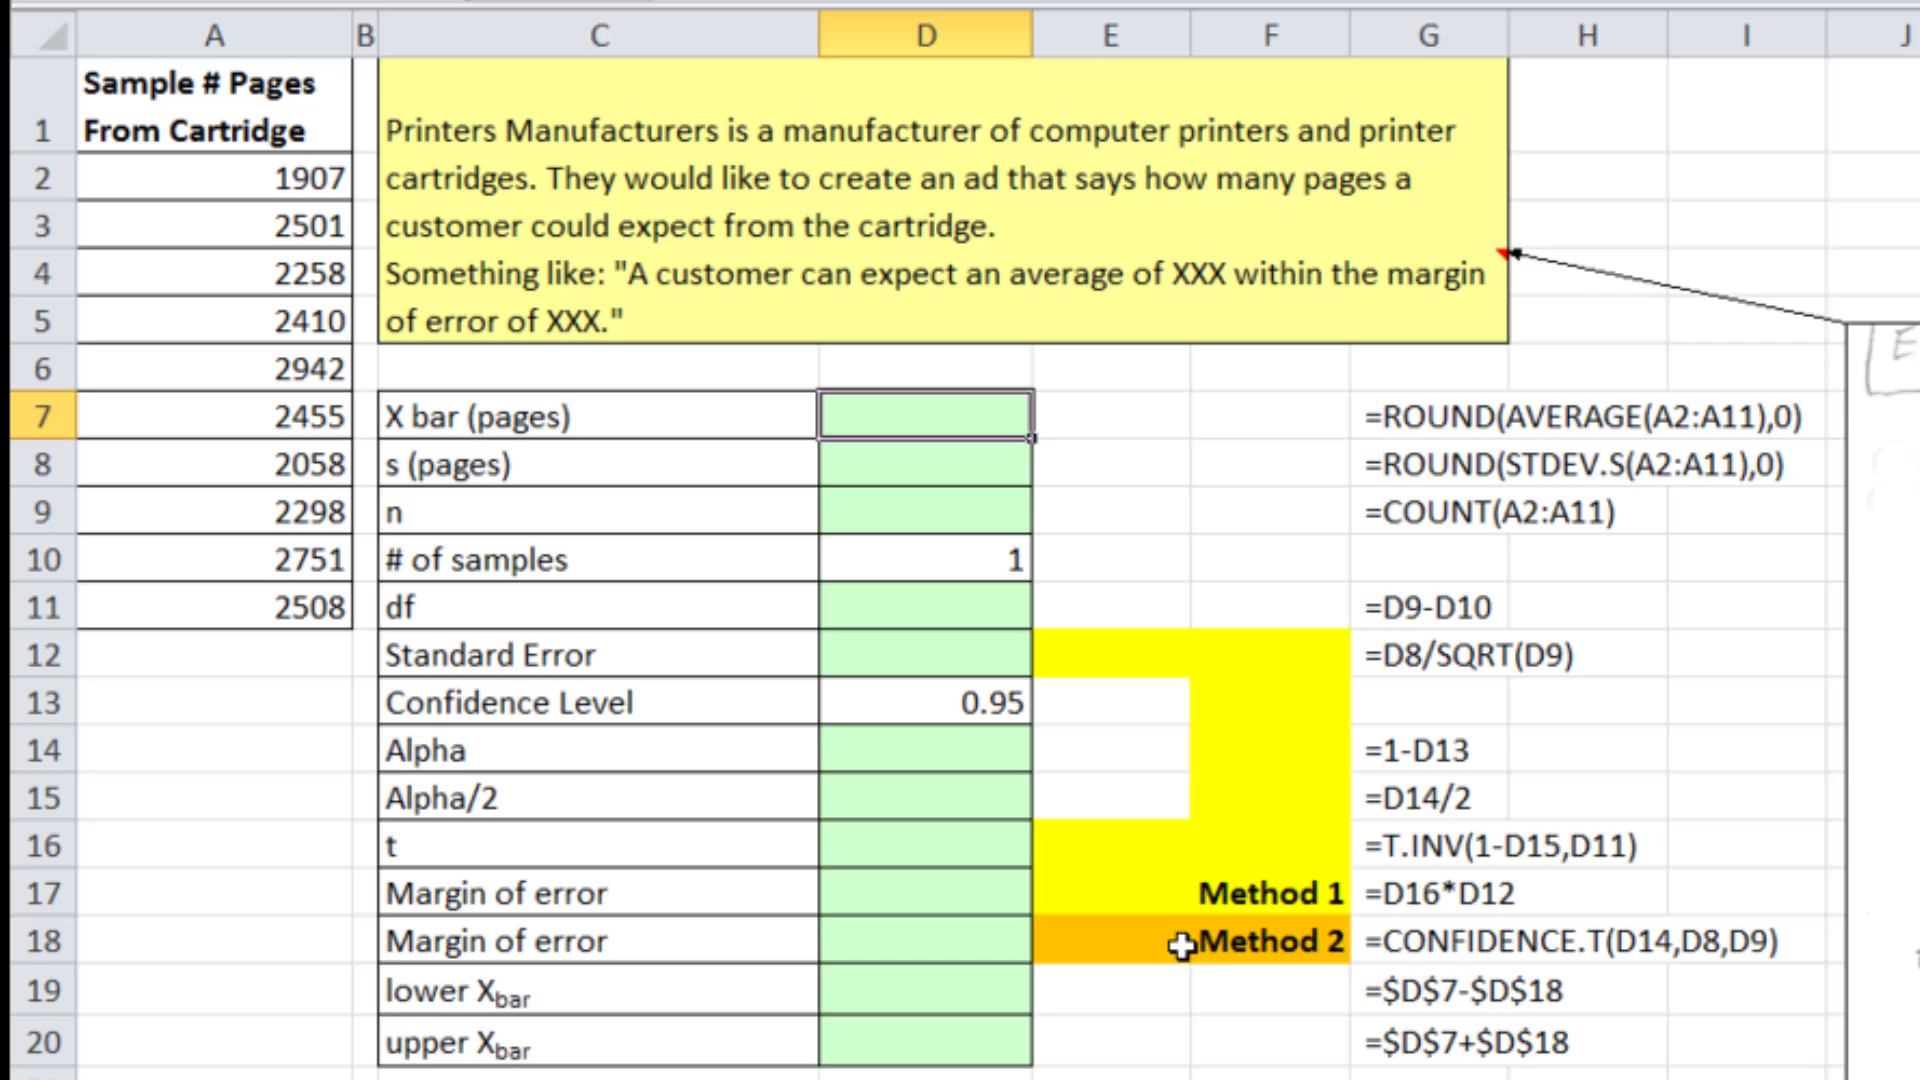 A B C D E F G H I J
1 Sample # Pages
From Cartridge
Printers Manufacturers is a manufacturer of computer printers and printer
cartridges. They would like to create an ad that says how many pages a
customer could expect from the cartridge.
Something like: "A customer can expect an average of XXX within the margin
of error of XXX."
2 1907
3 2501
4 2258
5 2410
6 2942
7 2455 X bar (pages) =ROUND(AVERAGE(A2:A11),0)
8 2058 s (pages) =ROUND(STDEV.S(A2:A11),0)
9 2298 n =COUNT(A2:A11)
10 2751 # of samples 1
11 2508 df =D9-D10
12 Standard Error =D8/SQRT(D9)
13 Confidence Level 0.95
14 Alpha =1-D13
15 Alpha/2 =D14/2
16 t =T.INV(1-D15,D11)
17 Margin of error Method 1 =D16*D12
18 Margin of error Method 2 =CONFIDENCE.T(D14,D8,D9)
19 lower Xbar =$D$7-$D$18
20 upper Xbar =$D$7+$D$18